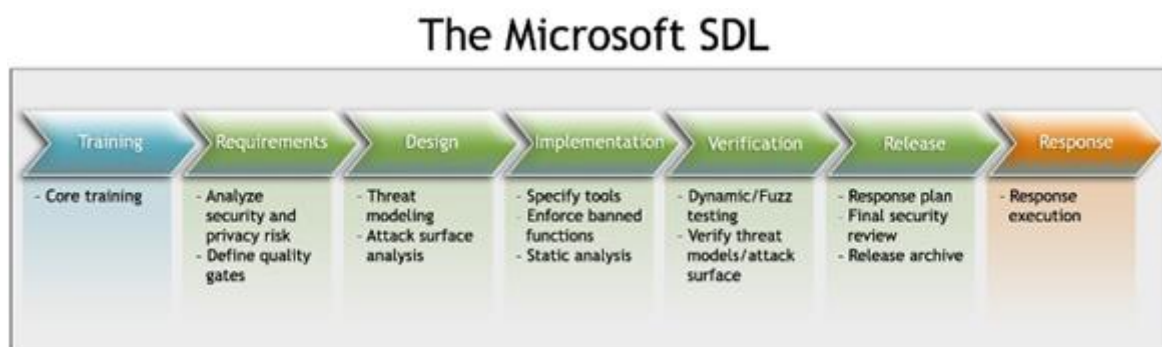 The Microsoft SDL
Training
Requirements
Design
Implementation
Verification
Release
Response
- Core training
- Analyze
security and
privacy risk
- Define quality
gates
- Threat
modeling
- Attack surface
analysis
- Specify tools
- Enforce banned
functions
- Static analysis
- Dynamic/Fuzz
testing
- Verify threat
models/attack
surface
- Response plan
- Final security
review
- Release archive
- Response
execution